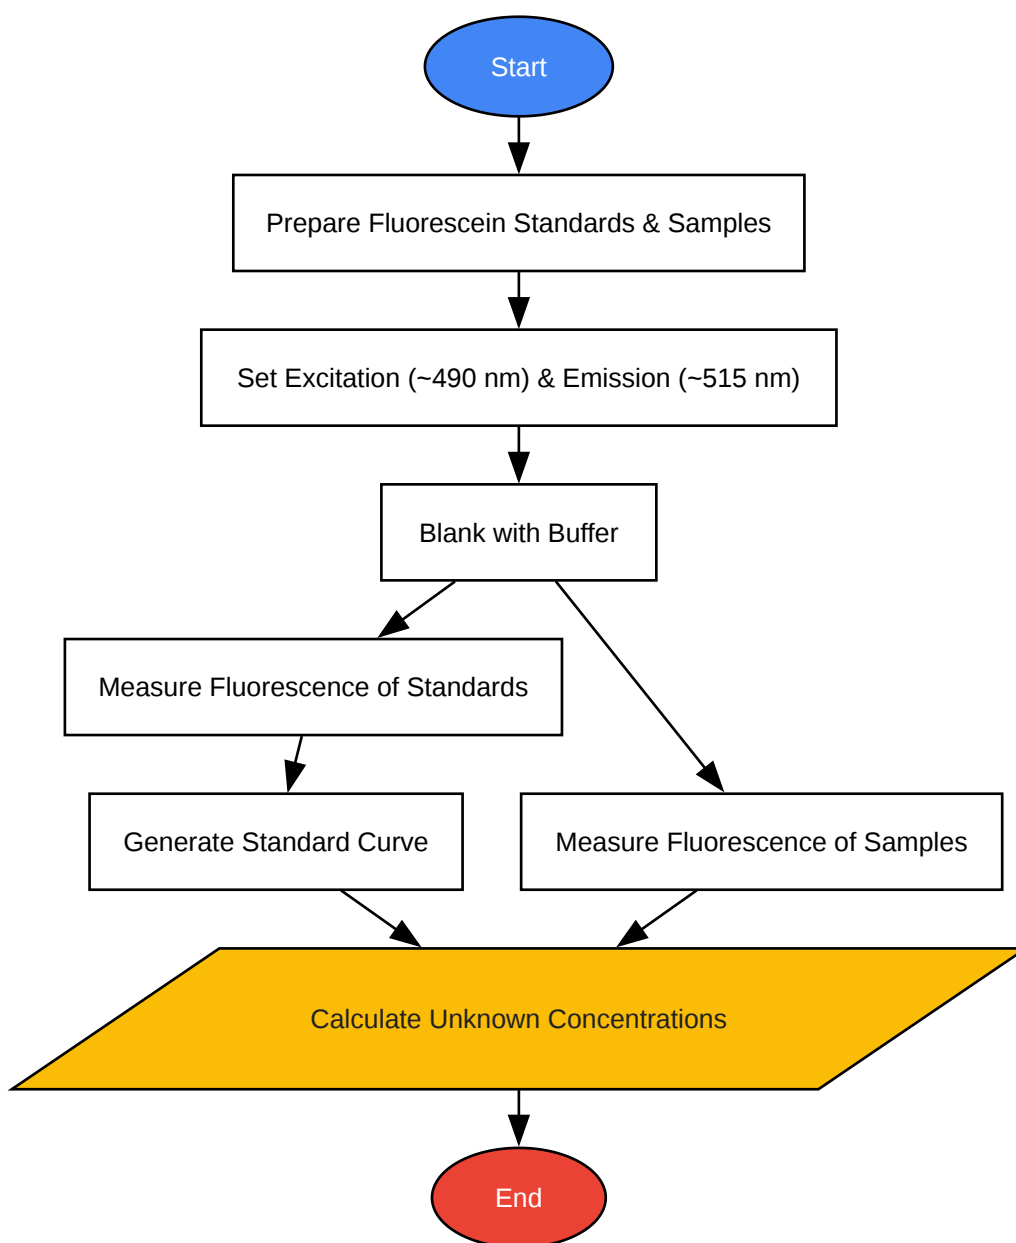 Start
Prepare Fluorescein Standards & Samples
Set Excitation (~490 nm) & Emission (~515 nm)
Blank with Buffer
Measure Fluorescence of Standards
Generate Standard Curve
Measure Fluorescence of Samples
Calculate Unknown Concentrations
End